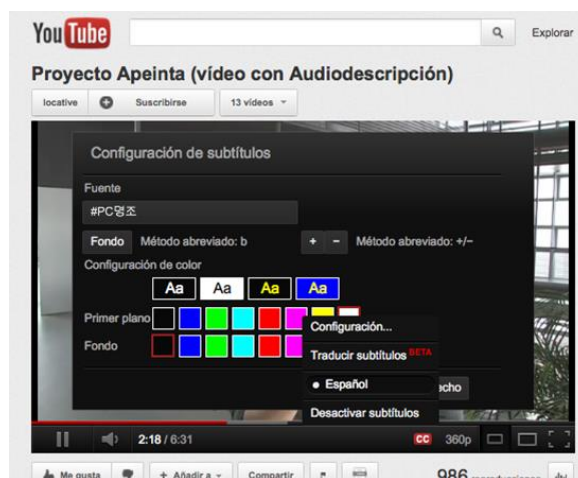 YouTube
Explorar
Proyecto Apeinta (vídeo con Audiodescripción)
locative Suscribirse 13 vídeos
Configuración de subtítulos
Fuente
#PC명조
Fondo Método abreviado: b + − Método abreviado: +/−
Configuración de color
Aa Aa Aa Aa
Primer plano
Configuración...
Fondo
Traducir subtítulos BETA
Español
echo
Desactivar subtítulos
2:18 / 6:31 CC 360p
Me gusta + Añadir a Compartir 986